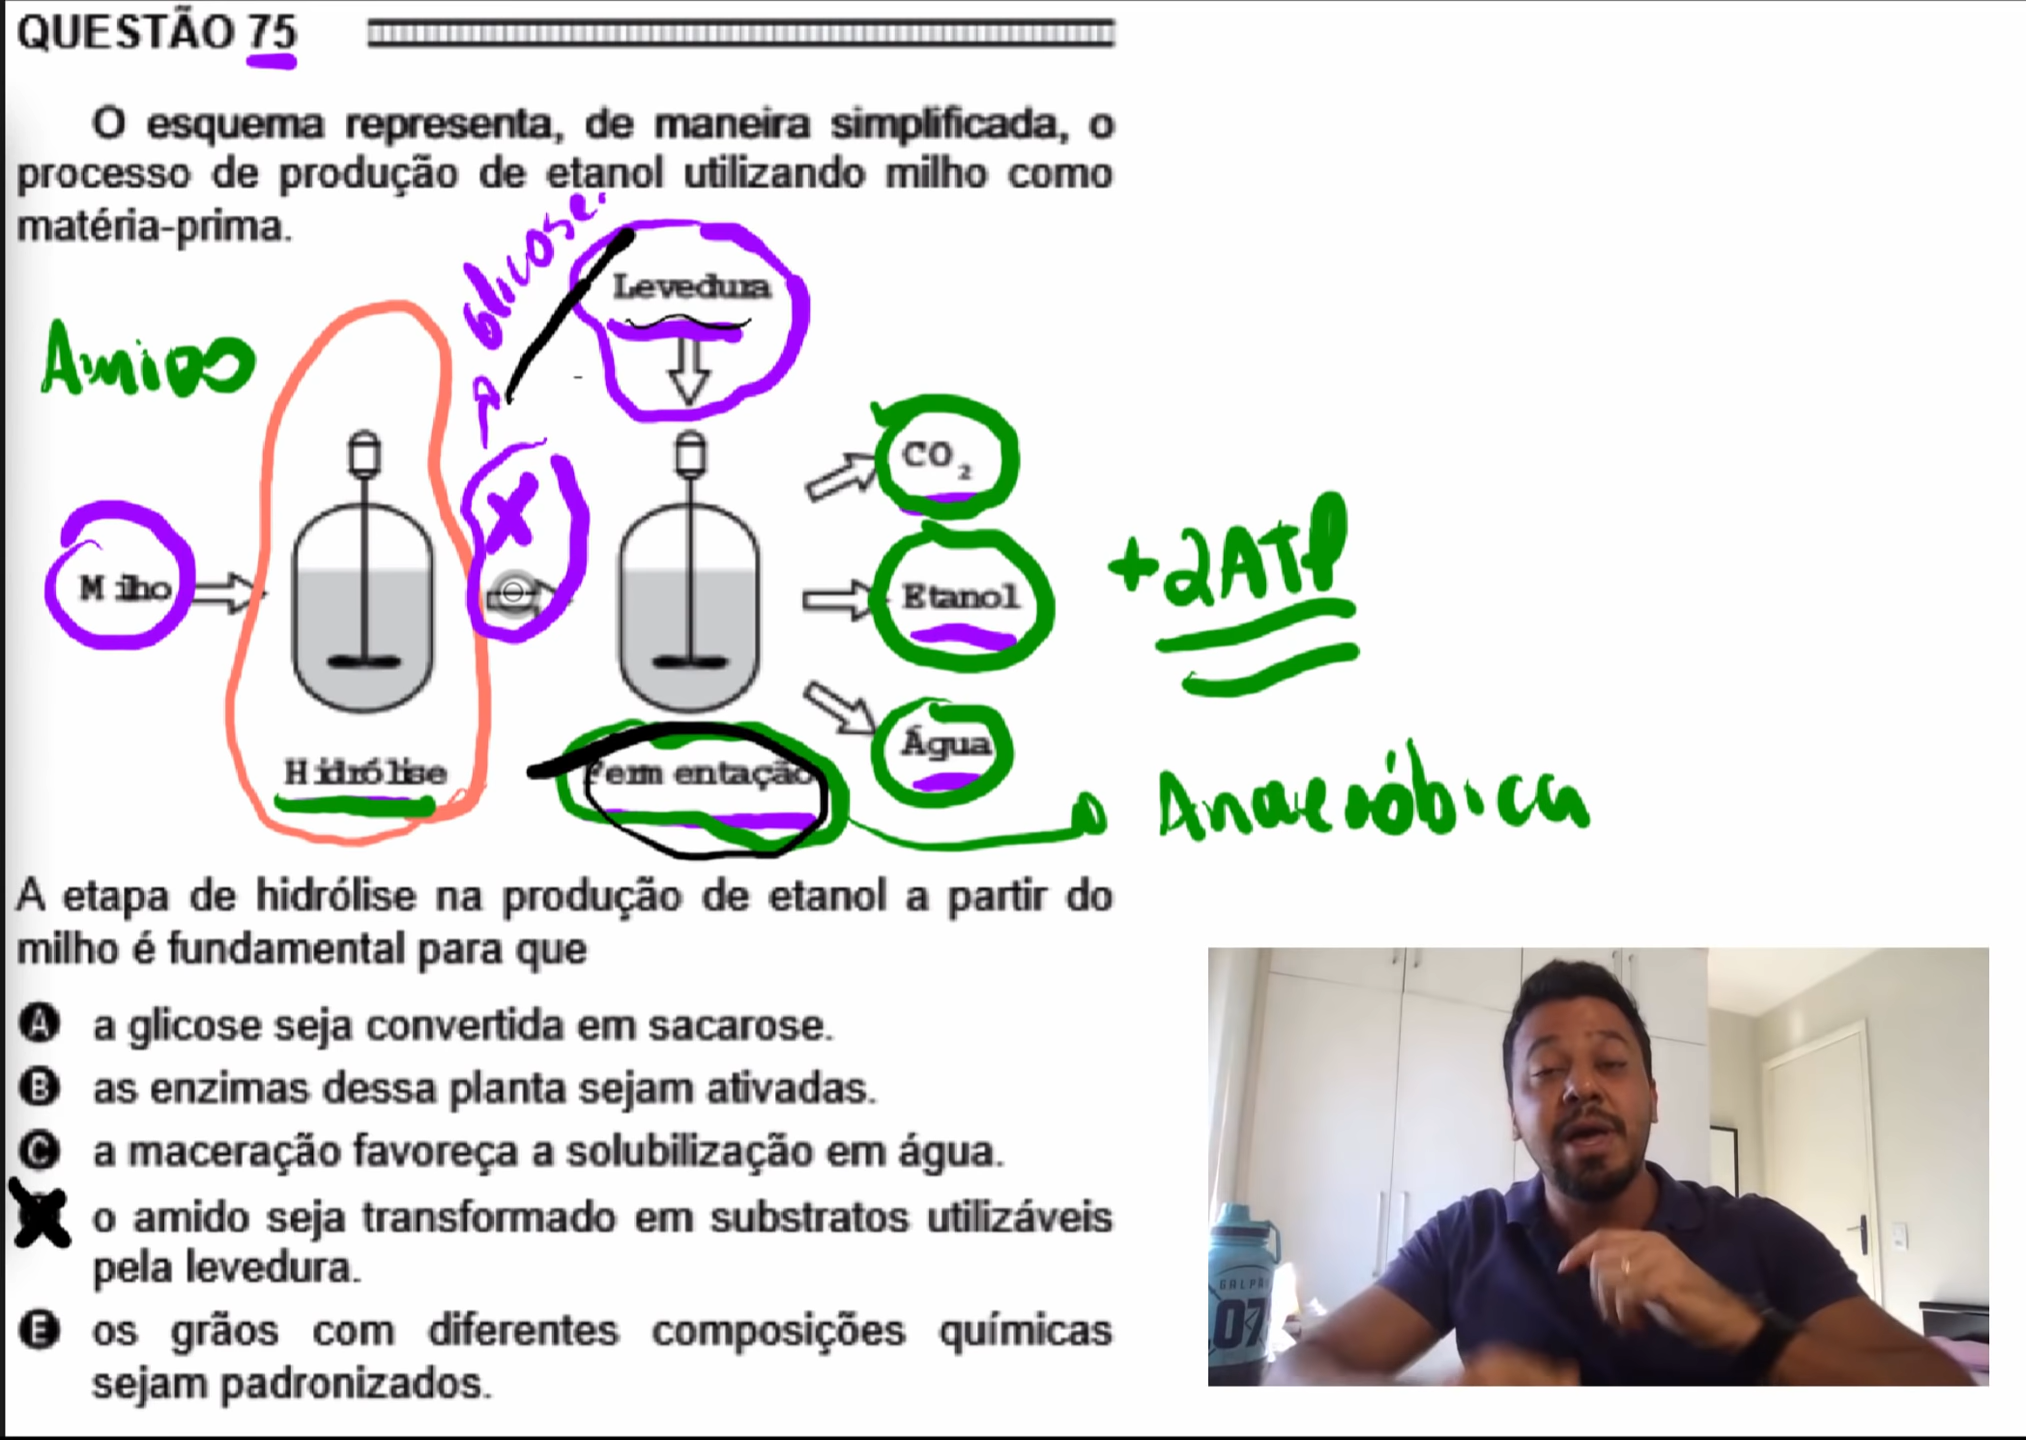 QUESTÃO 75
O esquema representa, de maneira simplificada, o
processo de produção de etanol utilizando milho como
matéria-prima.
glicose.
Levedura
Amido
CO2
X
Milho
Etanol
+2ATP
Água
Hidrólise
Fermentação
Anaeróbica
A etapa de hidrólise na produção de etanol a partir do
milho é fundamental para que
A a glicose seja convertida em sacarose.
B as enzimas dessa planta sejam ativadas.
C a maceração favoreça a solubilização em água.
o amido seja transformado em substratos utilizáveis
pela levedura.
E os grãos com diferentes composições químicas
sejam padronizados.
GALPÃ
07